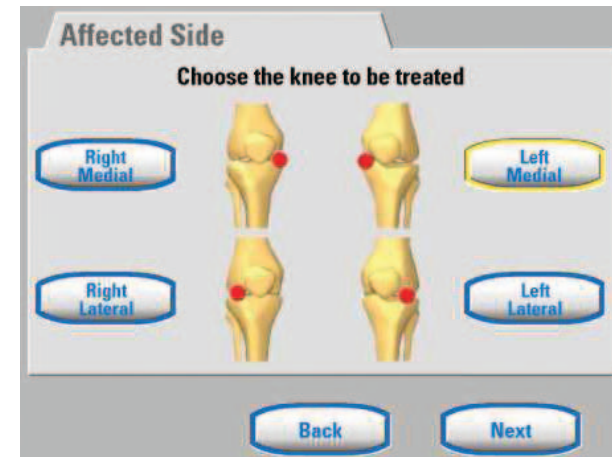 Affected Side
Choose the knee to be treated
Right
Medial
Left
Medial
Right
Lateral
Left
Lateral
Back
Next